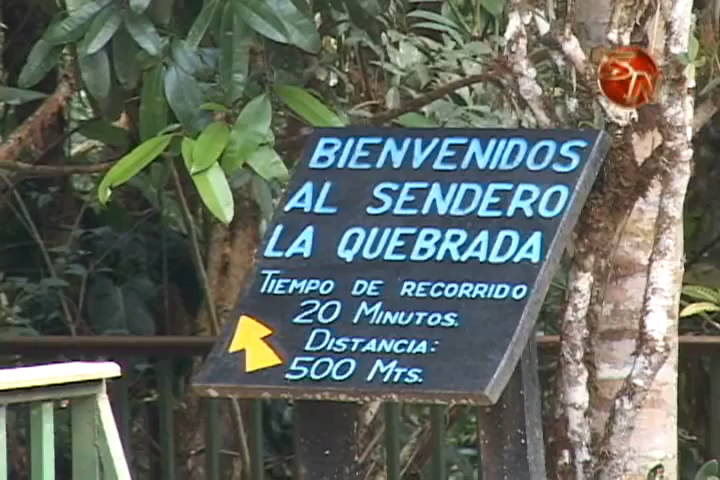 BIENVENIDOS
AL SENDERO
LA QUEBRADA
TIEMPO DE RECORRIDO
20 MINUTOS.
DISTANCIA:
500 MTS.